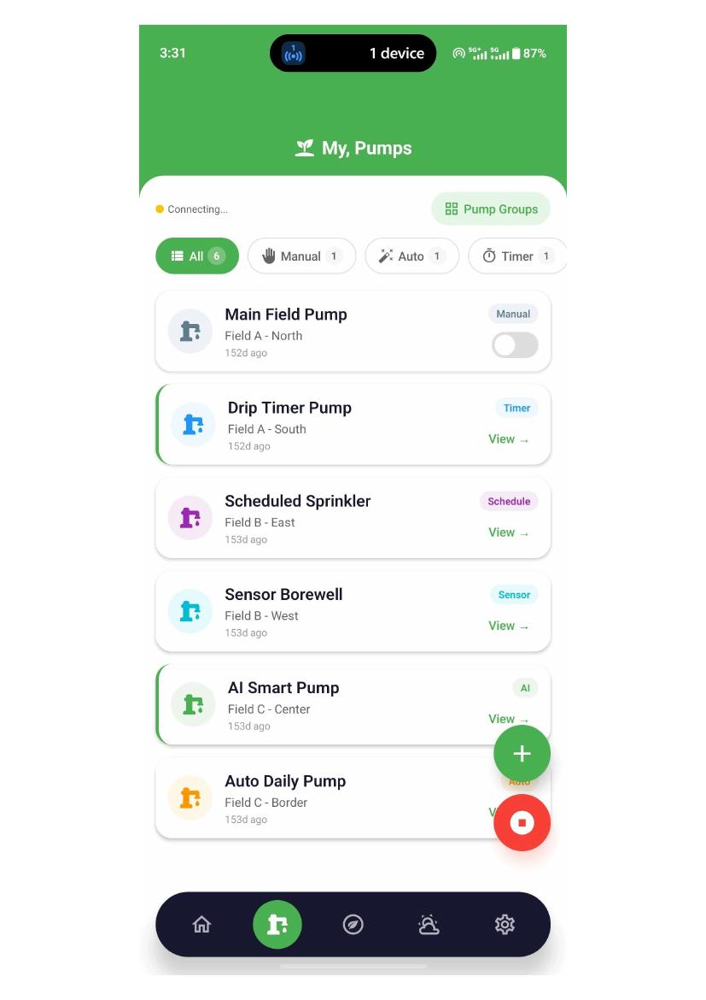 3:31
1
1 device
5G+
5G
87%
My, Pumps
Connecting...
Pump Groups
All 6
Manual 1
Auto 1
Timer 1
Main Field Pump
Manual
Field A - North
152d ago
Drip Timer Pump
Timer
Field A - South
View →
152d ago
Scheduled Sprinkler
Schedule
Field B - East
View →
153d ago
Sensor Borewell
Sensor
Field B - West
View →
153d ago
AI Smart Pump
AI
Field C - Center
View →
153d ago
Auto Daily Pump
Auto
Field C - Border
153d ago